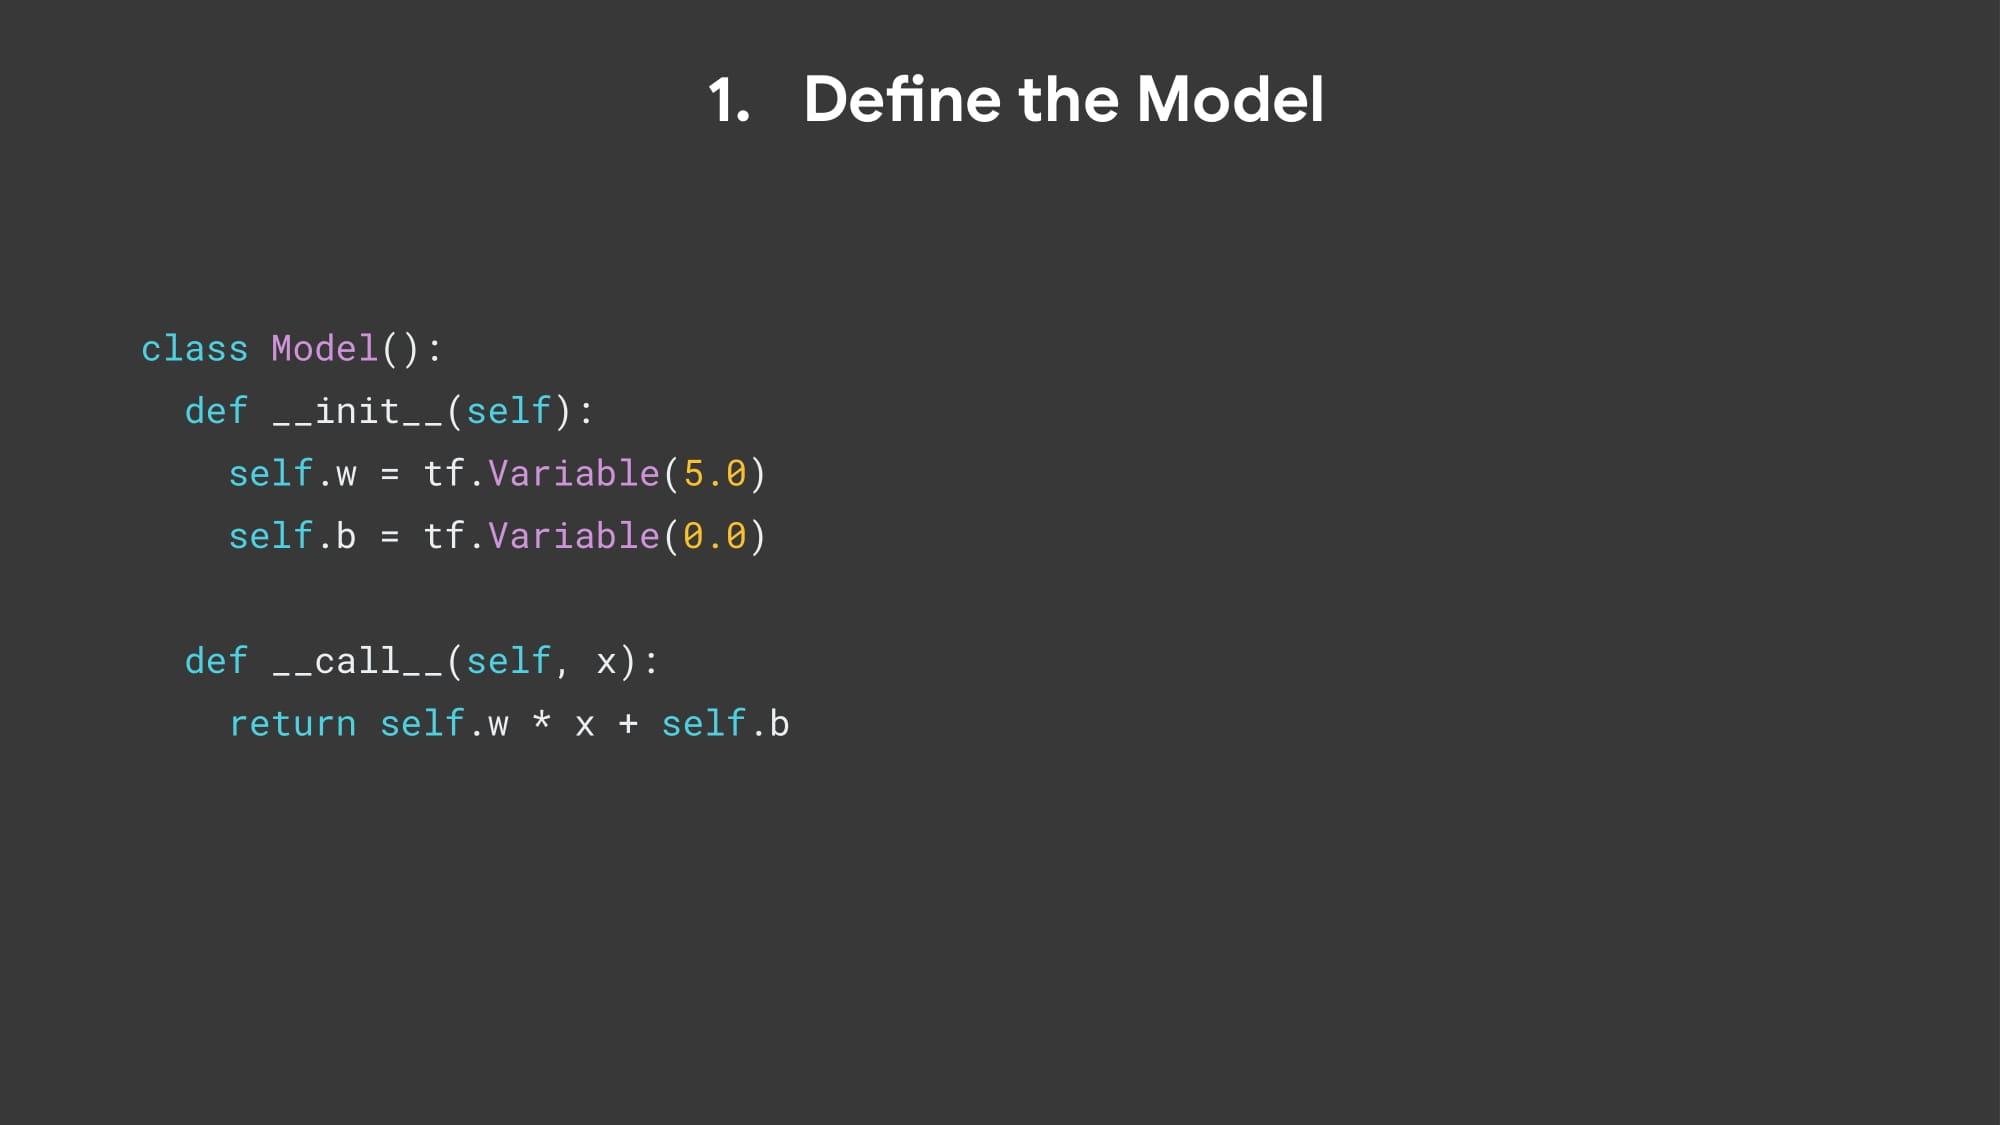 1. Define the Model
class Model():
  def __init__(self):
    self.w = tf.Variable(5.0)
    self.b = tf.Variable(0.0)

  def __call__(self, x):
    return self.w * x + self.b